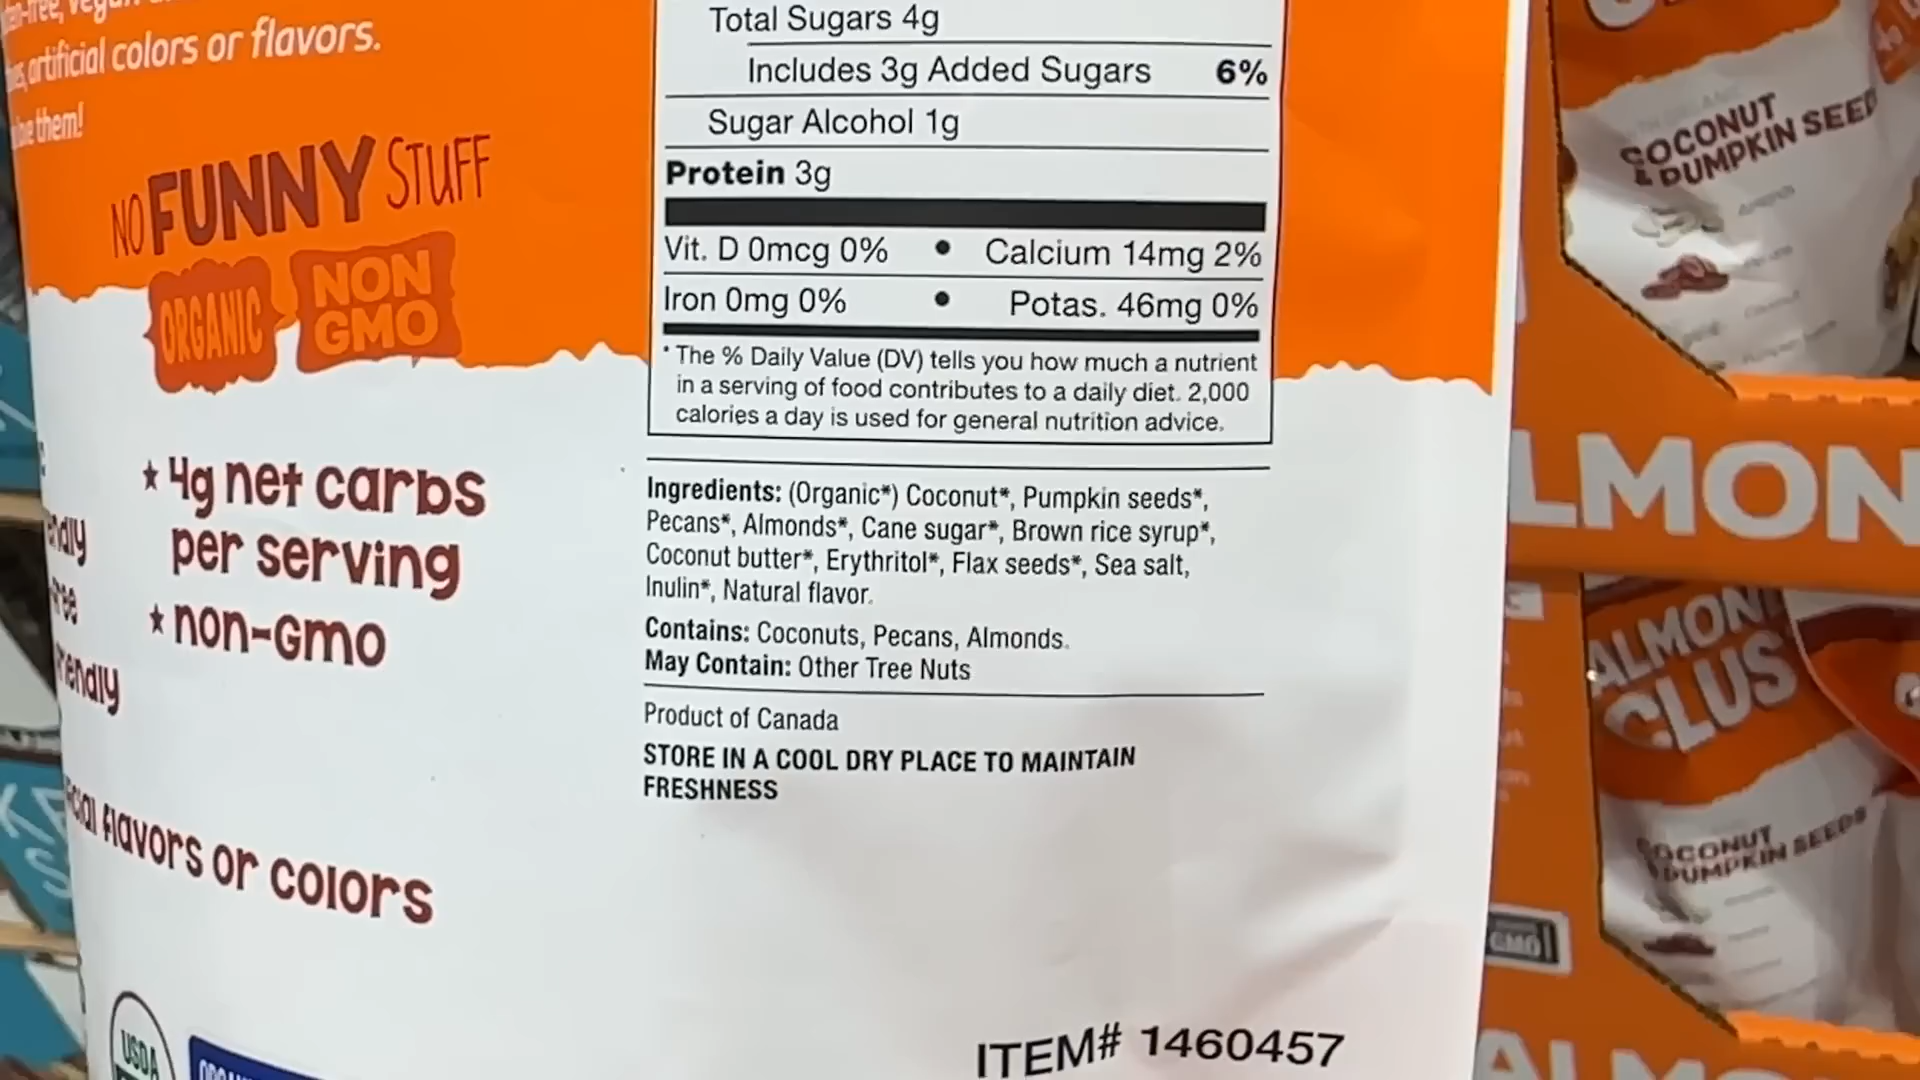 artificial colors or flavors.
them!
NO FUNNY STUFF
ORGANIC
NON
GMO
* 4g net carbs
per serving
* non-GMO
flavors or colors
USDA
Total Sugars 4g
Includes 3g Added Sugars 6%
Sugar Alcohol 1g
Protein 3g
Vit. D 0mcg 0% • Calcium 14mg 2%
Iron 0mg 0% • Potas. 46mg 0%
* The % Daily Value (DV) tells you how much a nutrient
in a serving of food contributes to a daily diet. 2,000
calories a day is used for general nutrition advice.
Ingredients: (Organic*) Coconut*, Pumpkin seeds*,
Pecans*, Almonds*, Cane sugar*, Brown rice syrup*,
Coconut butter*, Erythritol*, Flax seeds*, Sea salt,
Inulin*, Natural flavor.
Contains: Coconuts, Pecans, Almonds.
May Contain: Other Tree Nuts
Product of Canada
STORE IN A COOL DRY PLACE TO MAINTAIN
FRESHNESS
ITEM# 1460457
COCONUT
& PUMPKIN SEEDS
LMON
ALMON
CLUS
COCONUT
PUMPKIN SEEDS
GMO
ALM